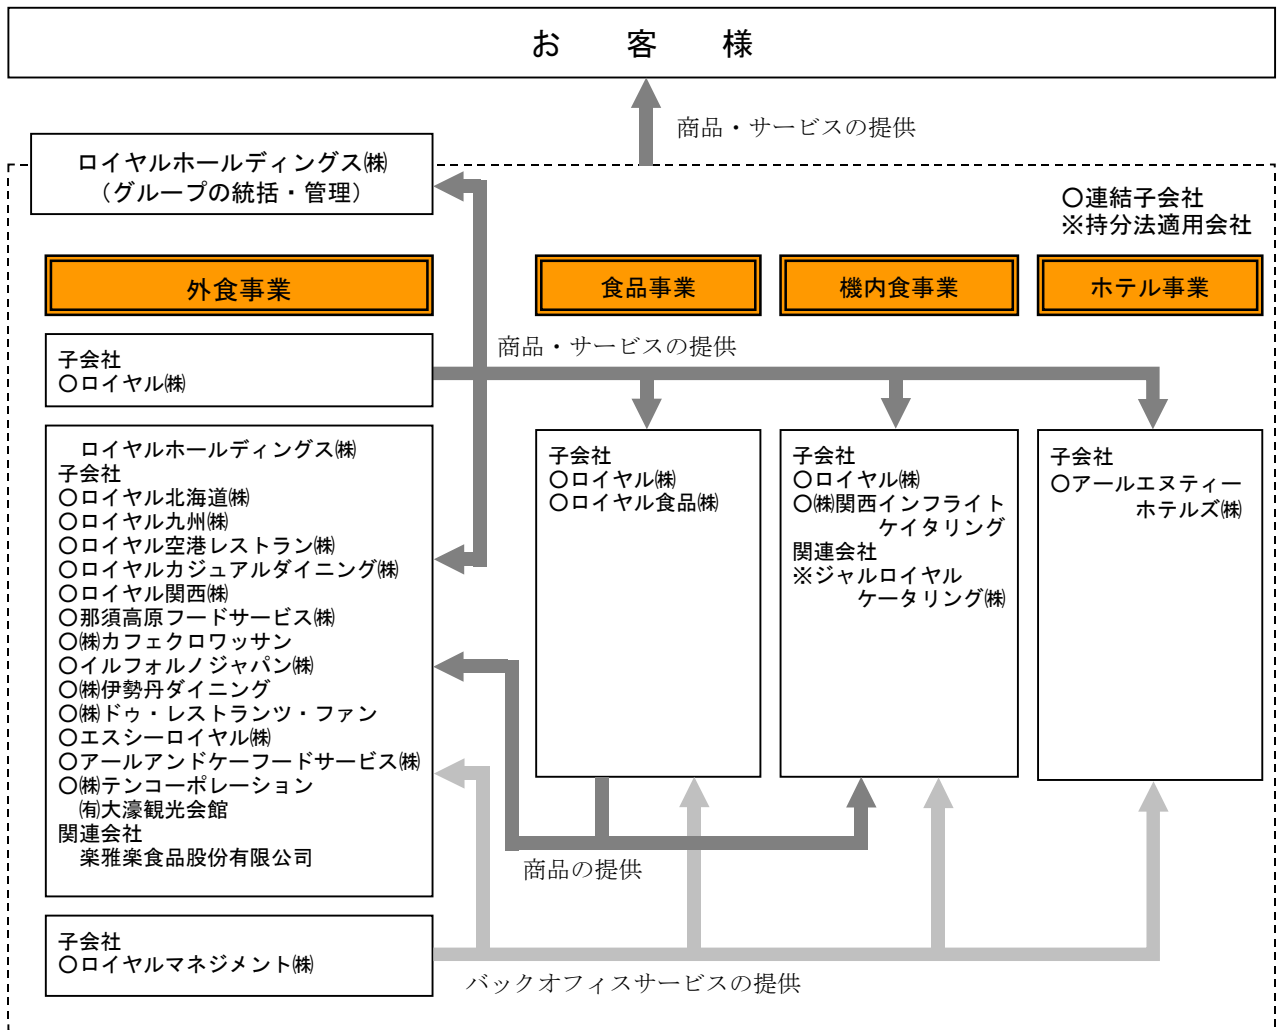 お 客 様
商品・サービスの提供
ロイヤルホールディングス㈱
（グループの統括・管理）
〇連結子会社
※持分法適用会社
外食事業
食品事業
機内食事業
ホテル事業
商品・サービスの提供
子会社
〇ロイヤル㈱
ロイヤルホールディングス㈱
子会社
〇ロイヤル北海道㈱
〇ロイヤル九州㈱
〇ロイヤル空港レストラン㈱
〇ロイヤルカジュアルダイニング㈱
〇ロイヤル関西㈱
〇那須高原フードサービス㈱
〇㈱カフェクロワッサン
〇イルフォルノジャパン㈱
〇㈱伊勢丹ダイニング
〇㈱ドゥ・レストランツ・ファン
〇エスシーロイヤル㈱
〇アールアンドケーフードサービス㈱
〇㈱テンコーポレーション
㈲大濠観光会館
関連会社
楽雅楽食品股份有限公司
子会社
〇ロイヤル㈱
〇ロイヤル食品㈱
子会社
〇ロイヤル㈱
〇㈱関西インフライト
ケイタリング
関連会社
※ジャルロイヤル
ケータリング㈱
子会社
〇アールエヌティー
ホテルズ㈱
商品の提供
子会社
〇ロイヤルマネジメント㈱
バックオフィスサービスの提供